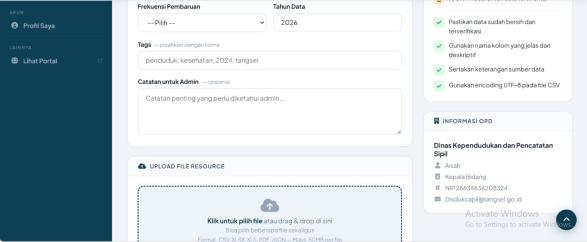 AKUN
Profil Saya
LAINNYA
Lihat Portal
Frekuensi Pembaruan
-- Pilih --
Tahun Data
2026
Tags — pisahkan dengan koma
penduduk, kesehatan, 2024, tangsel
Catatan untuk Admin — opsional
Catatan penting yang perlu diketahui admin...
UPLOAD FILE RESOURCE
Klik untuk pilih file atau drag & drop di sini
Bisa pilih beberapa file sekaligus
Format: CSV, XLSX, XLS, PDF, JSON — Maks. 50MB per file
Pastikan data sudah bersih dan
terverifikasi
Gunakan nama kolom yang jelas dan
deskriptif
Sertakan keterangan sumber data
Gunakan encoding UTF-8 pada file CSV
INFORMASI OPD
Dinas Kependudukan dan Pencatatan
Sipil
Aisah
Kepala Bidang
NIP 26634636208324
Disdukcapil@tangsel.go.id
Activate Windows
Go to Settings to activate Windows